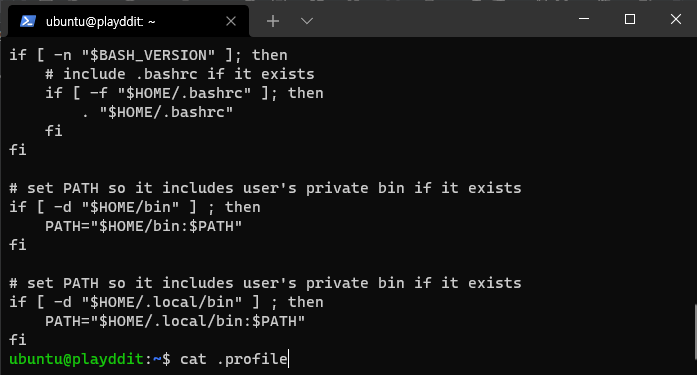 ubuntu@playddit: ~
if [ -n "$BASH_VERSION" ]; then
    # include .bashrc if it exists
    if [ -f "$HOME/.bashrc" ]; then
        . "$HOME/.bashrc"
    fi
fi

# set PATH so it includes user's private bin if it exists
if [ -d "$HOME/bin" ] ; then
    PATH="$HOME/bin:$PATH"
fi

# set PATH so it includes user's private bin if it exists
if [ -d "$HOME/.local/bin" ] ; then
    PATH="$HOME/.local/bin:$PATH"
fi
ubuntu@playddit:~$ cat .profile